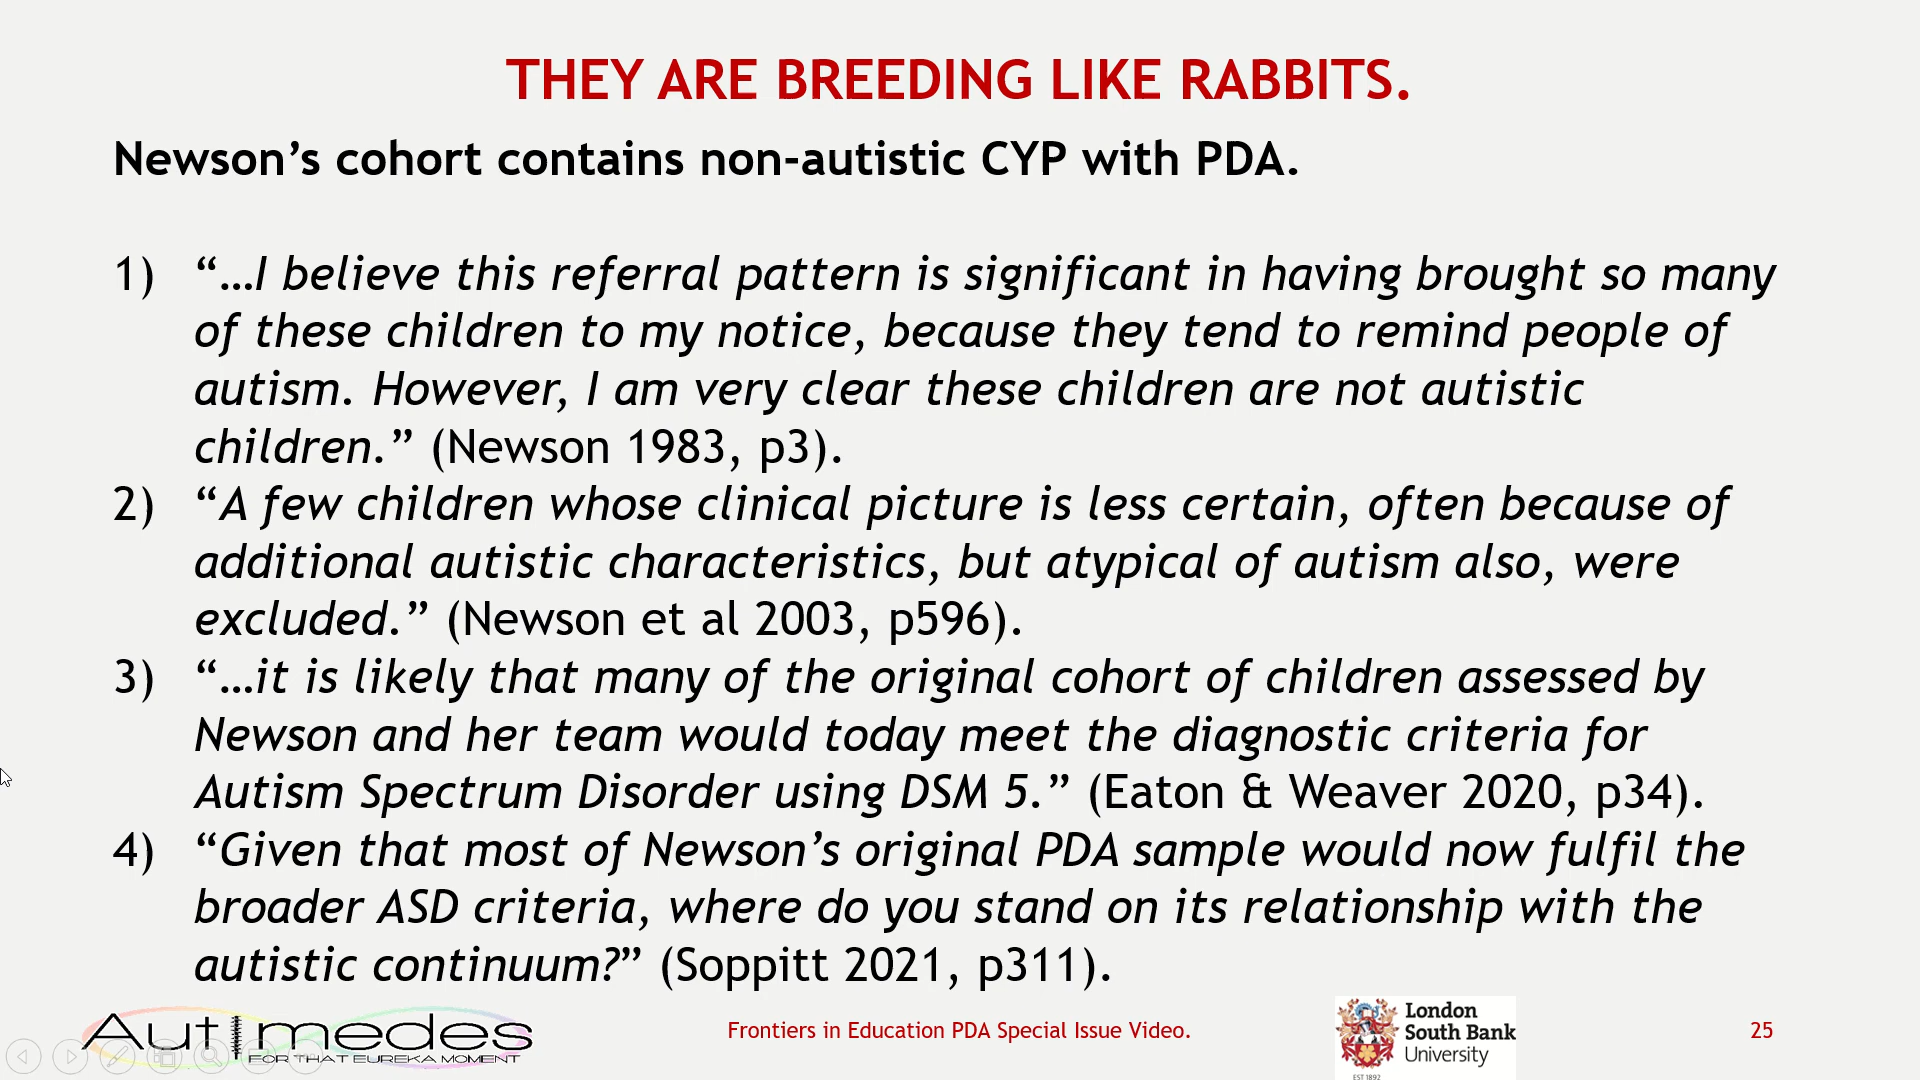 THEY ARE BREEDING LIKE RABBITS.
Newson’s cohort contains non-autistic CYP with PDA.
1) “…I believe this referral pattern is significant in having brought so many
of these children to my notice, because they tend to remind people of
autism. However, I am very clear these children are not autistic
children.” (Newson 1983, p3).
2) “A few children whose clinical picture is less certain, often because of
additional autistic characteristics, but atypical of autism also, were
excluded.” (Newson et al 2003, p596).
3) “…it is likely that many of the original cohort of children assessed by
Newson and her team would today meet the diagnostic criteria for
Autism Spectrum Disorder using DSM 5.” (Eaton & Weaver 2020, p34).
4) “Given that most of Newson’s original PDA sample would now fulfil the
broader ASD criteria, where do you stand on its relationship with the
autistic continuum?” (Soppitt 2021, p311).
Autimedes
FOR THAT EUREKA MOMENT
Frontiers in Education PDA Special Issue Video.
London
South Bank
University
EST 1892
25